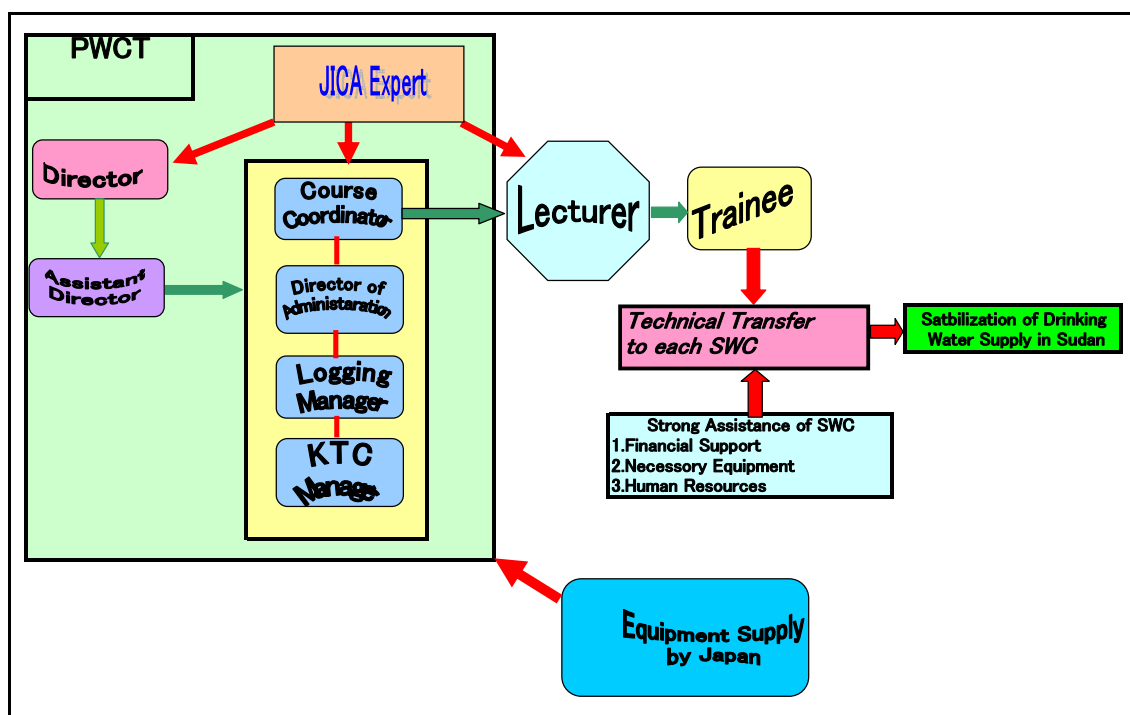 PWCT
JICA Expert
Director
Assistant
Director
Course
Coordinator
Director of
Administaration
Logging
Manager
KTC
Manager
Lecturer
Trainee
Technical Transfer
to each SWC
Satbilization of Drinking
Water Supply in Sudan
Strong Assistance of SWC
1.Financial Support
2.Necessory Equipment
3.Human Resources
Equipment Supply
by Japan